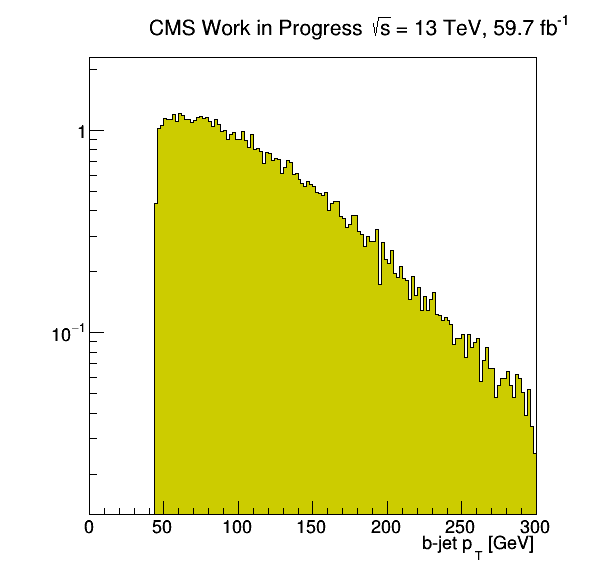 CMS Work in Progress √s = 13 TeV, 59.7 fb⁻¹
1
10⁻¹
0 50 100 150 200 250 300
b-jet p_T [GeV]